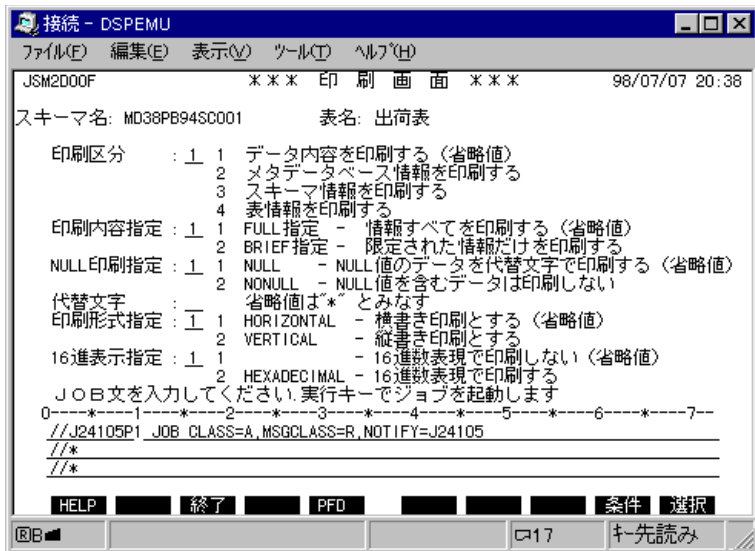 接続 - DSPEMU
ファイル(F) 編集(E) 表示(V) ツール(T) ヘルプ(H)
JSM2D00F ＊＊＊ 印 刷 画 面 ＊＊＊ 98/07/07 20:38
スキーマ名: MD38PB94SC001 表名: 出荷表
印刷区分 : 1 1 データ内容を印刷する（省略値）
2 メタデータベース情報を印刷する
3 スキーマ情報を印刷する
4 表情報を印刷する
印刷内容指定 : 1 1 FULL指定 - 情報すべてを印刷する（省略値）
2 BRIEF指定 - 限定された情報だけを印刷する
NULL印刷指定 : 1 1 NULL - NULL値のデータを代替文字で印刷する（省略値）
2 NONULL - NULL値を含むデータは印刷しない
代替文字 : _ 省略値は"*" とみなす
印刷形式指定 : 1 1 HORIZONTAL - 横書き印刷とする（省略値）
2 VERTICAL - 縦書き印刷とする
16進表示指定 : 1 1 - 16進数表現で印刷しない（省略値）
2 HEXADECIMAL - 16進数表現で印刷する
ＪＯＢ文を入力してください.実行キーでジョブを起動します
0----*----1----*----2----*----3----*----4----*----5----*----6----*----7--
//J24105P1 JOB CLASS=A,MSGCLASS=R,NOTIFY=J24105
//*
//*
HELP 終了 PFD 条件 選択
RB 17 キー先読み